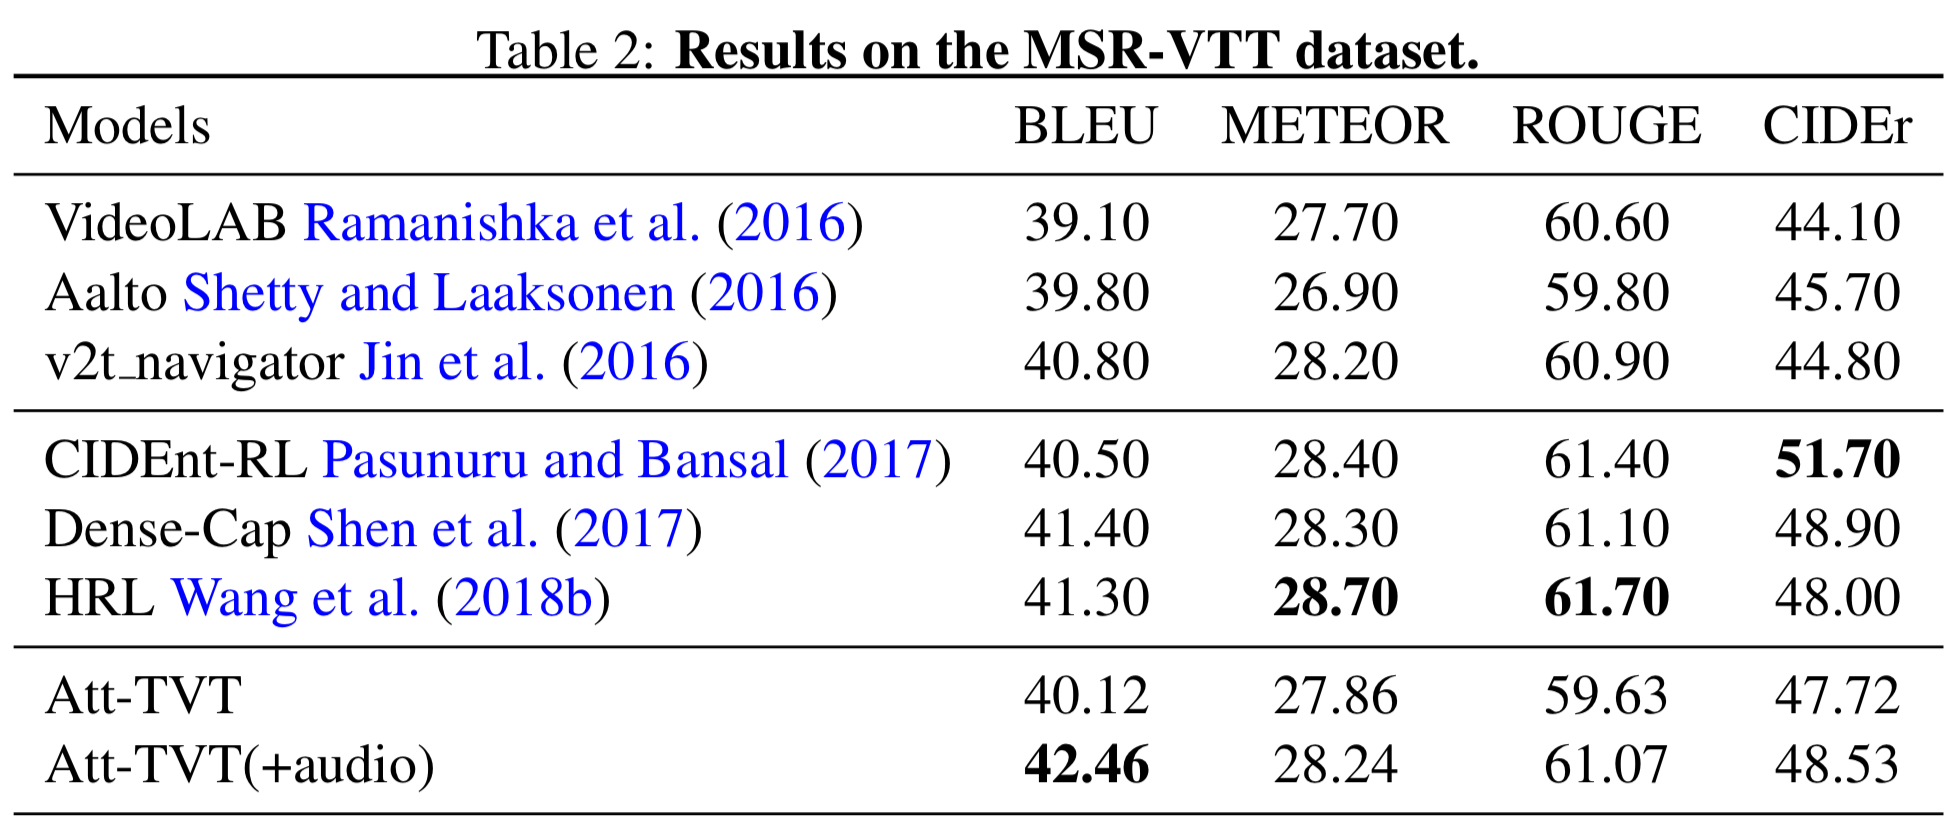 Table 2: Results on the MSR-VTT dataset.
Models BLEU METEOR ROUGE CIDEr
VideoLAB Ramanishka et al. (2016) 39.10 27.70 60.60 44.10
Aalto Shetty and Laaksonen (2016) 39.80 26.90 59.80 45.70
v2t_navigator Jin et al. (2016) 40.80 28.20 60.90 44.80
CIDEnt-RL Pasunuru and Bansal (2017) 40.50 28.40 61.40 51.70
Dense-Cap Shen et al. (2017) 41.40 28.30 61.10 48.90
HRL Wang et al. (2018b) 41.30 28.70 61.70 48.00
Att-TVT 40.12 27.86 59.63 47.72
Att-TVT(+audio) 42.46 28.24 61.07 48.53